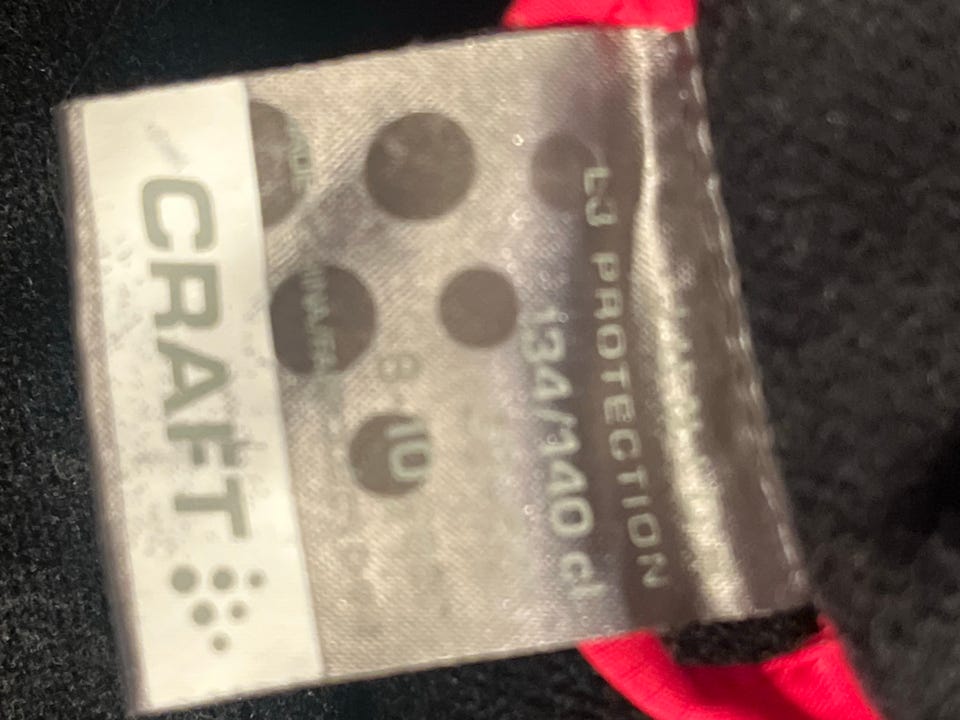 LJ PROTECTION
134/140 cl
8-10
CRAFT